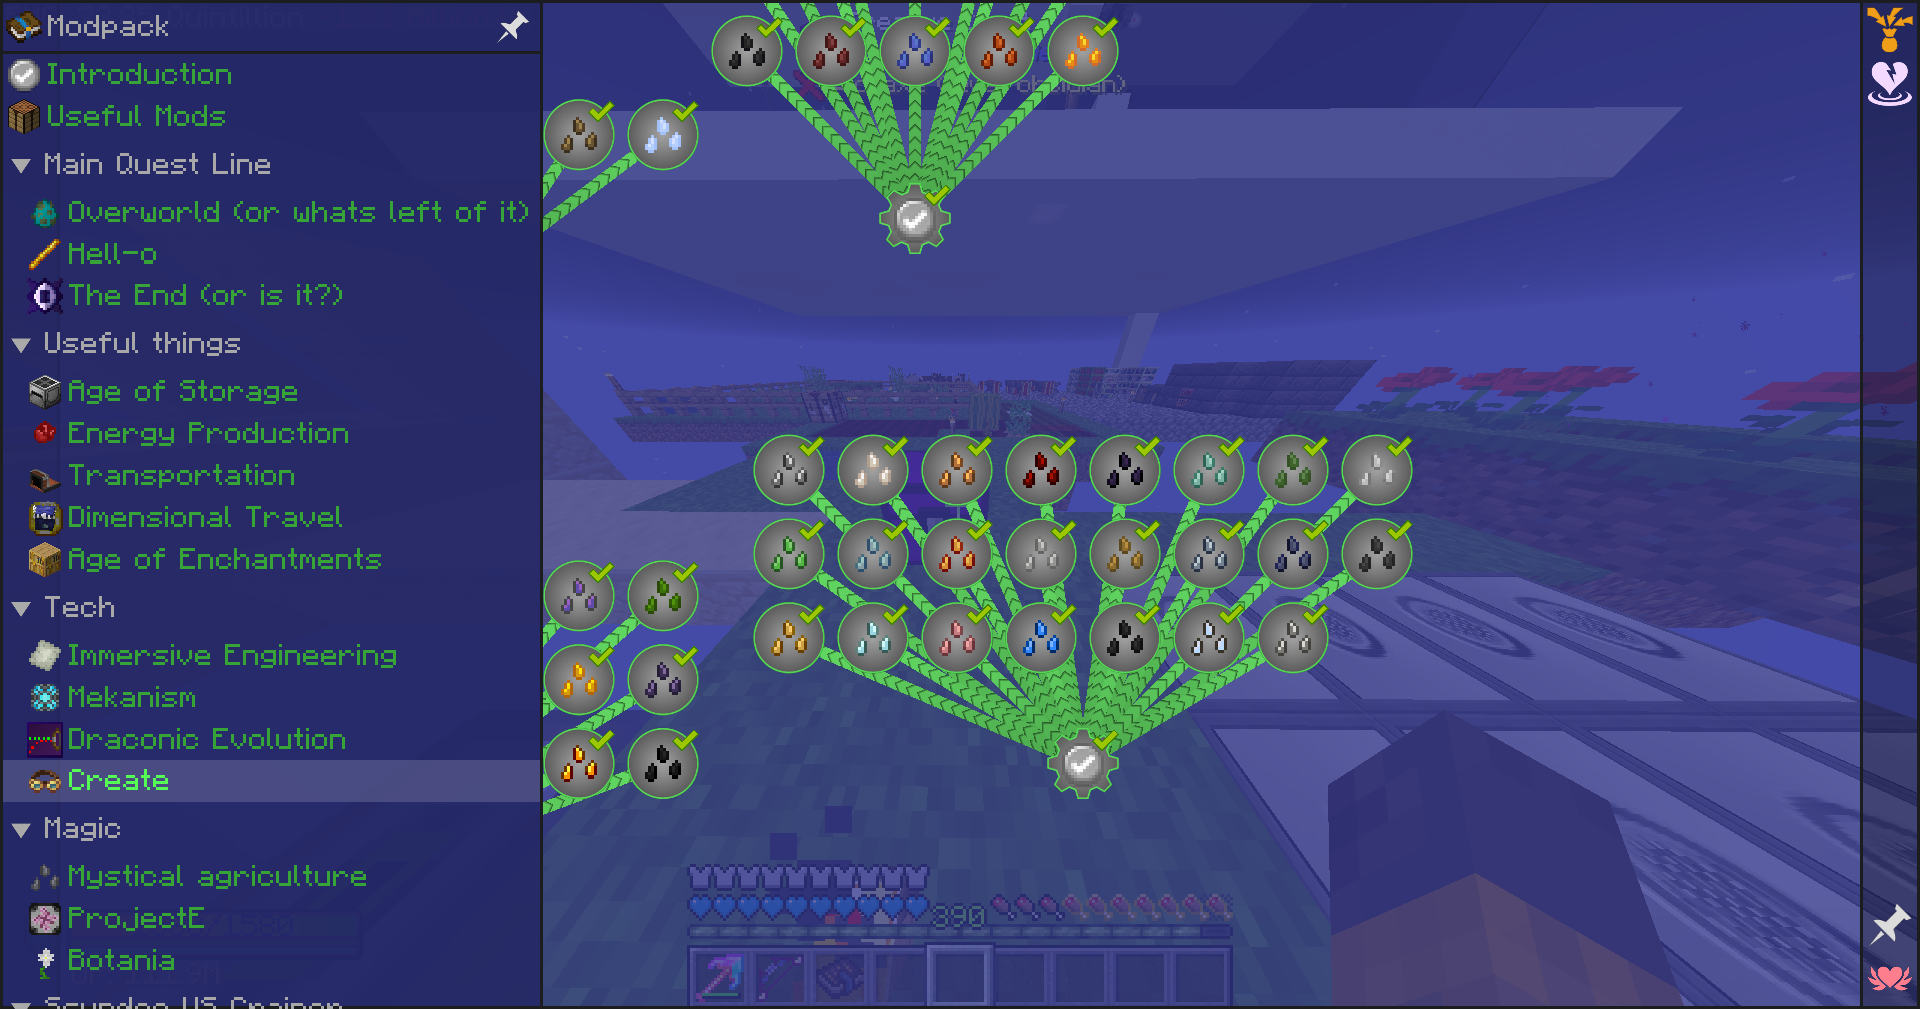 Modpack
Introduction
Useful Mods
Main Quest Line
Overworld (or whats left of it)
Hell-o
The End (or is it?)
Useful things
Age of Storage
Energy Production
Transportation
Dimensional Travel
Age of Enchantments
Tech
Immersive Engineering
Mekanism
Draconic Evolution
Create
Magic
Mystical agriculture
ProjectE
Botania
390